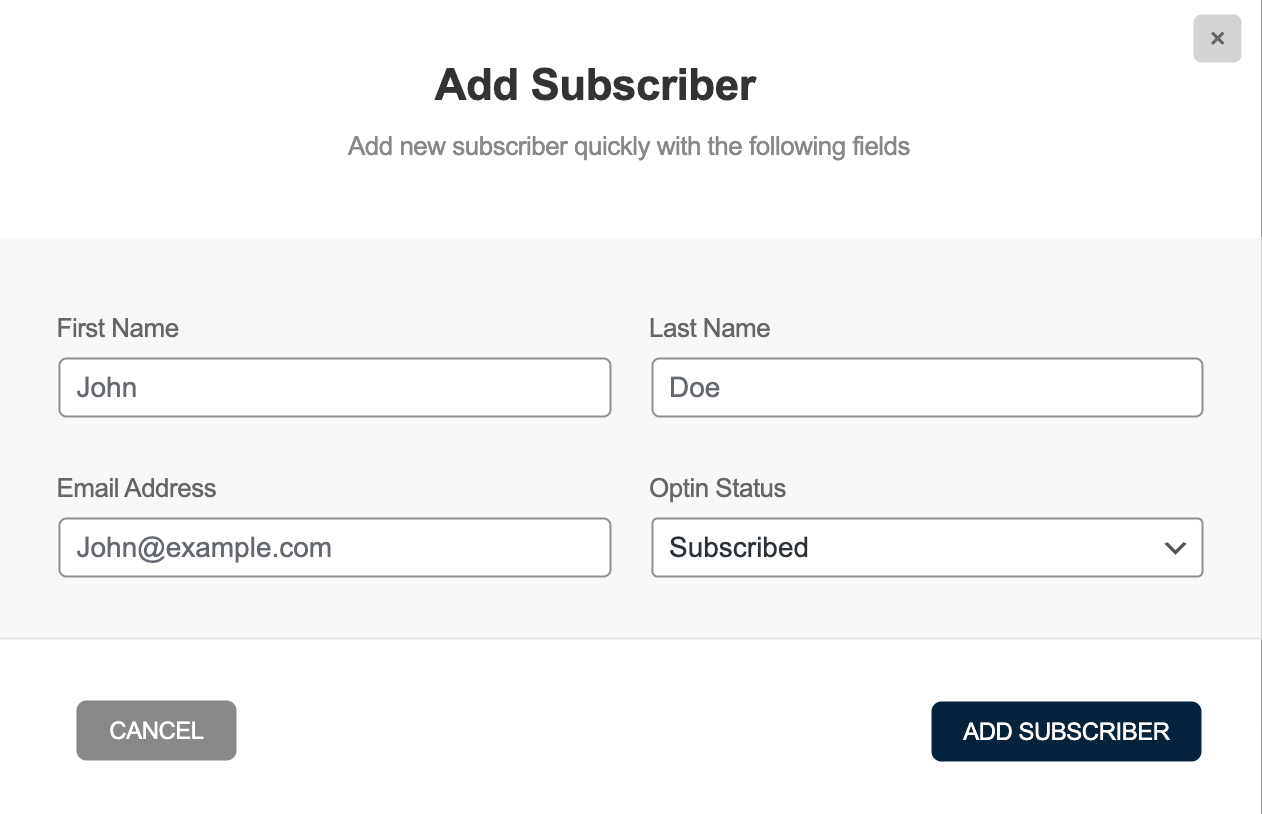 ×
Add Subscriber
Add new subscriber quickly with the following fields
First Name
Last Name
John
Doe
Email Address
Optin Status
John@example.com
Subscribed
CANCEL
ADD SUBSCRIBER